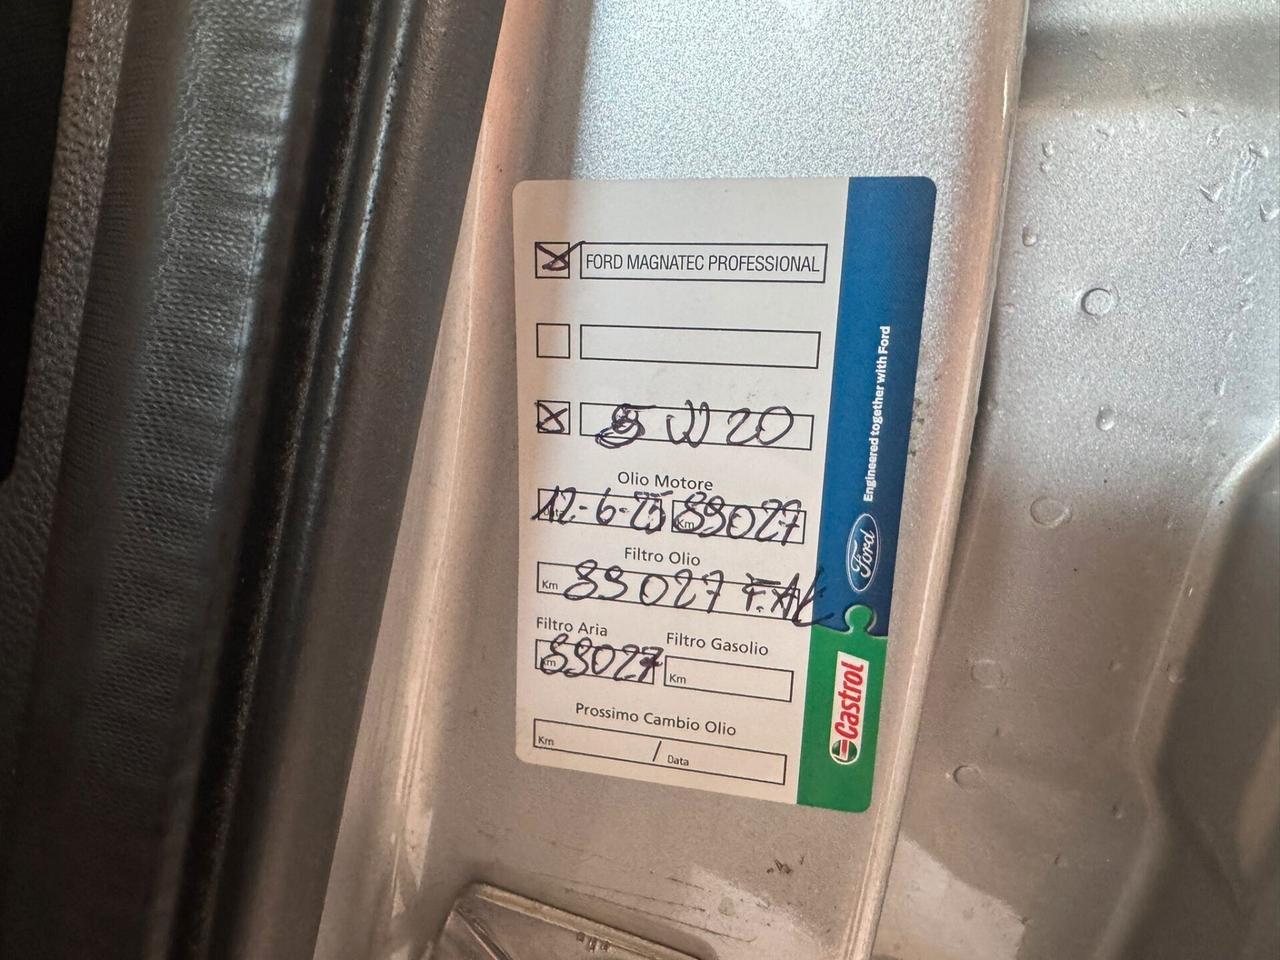 FORD MAGNATEC PROFESSIONAL
5W20
Olio Motore
12-6-25 Km 89027
Filtro Olio
Km 89027 F.A
Filtro Aria
Km 89027
Filtro Gasolio
Km
Prossimo Cambio Olio
Km / Data
Engineered together with Ford
Ford
Castrol